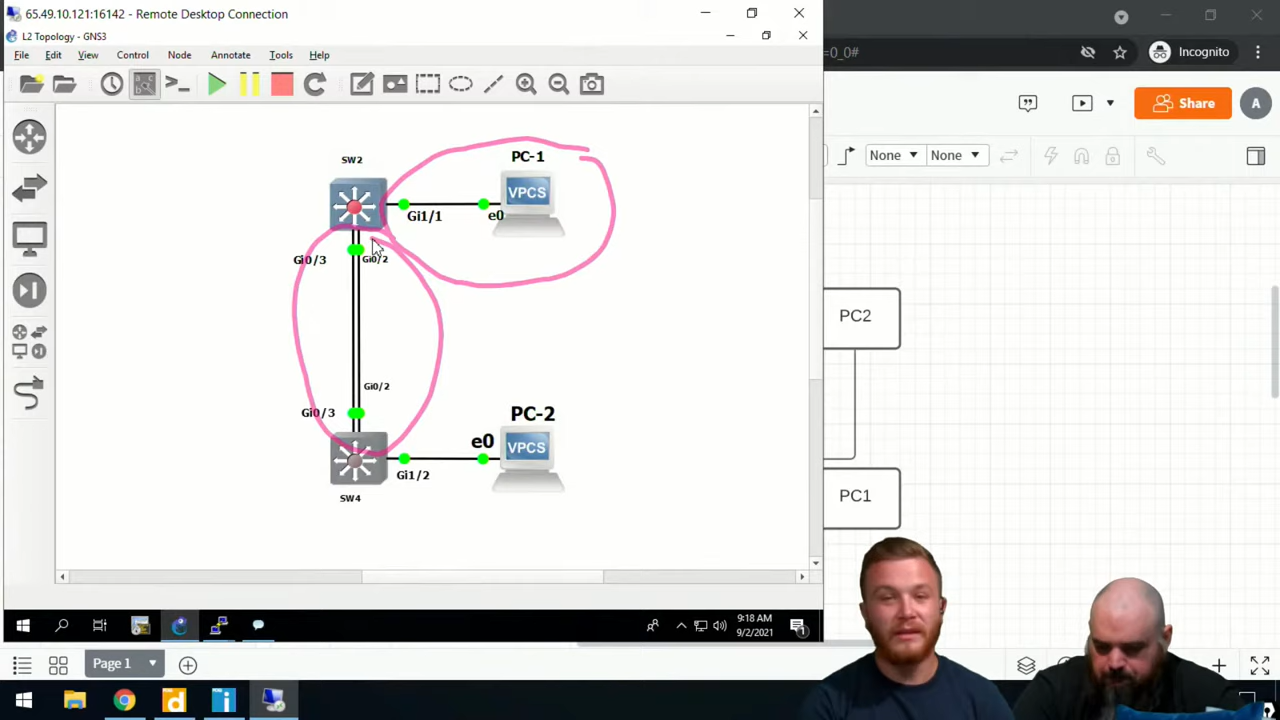 65.49.10.121:16142 - Remote Desktop Connection
L2 Topology - GNS3
=0_0#
Incognito
File Edit View Control Node Annotate Tools Help
Share
A
None
None
SW2
PC-1
VPCS
Gi1/1
e0
Gi0/3
Gi0/2
PC2
Gi0/2
Gi0/3
PC-2
e0
VPCS
Gi1/2
SW4
PC1
9:18 AM
9/2/2021
1
Page 1